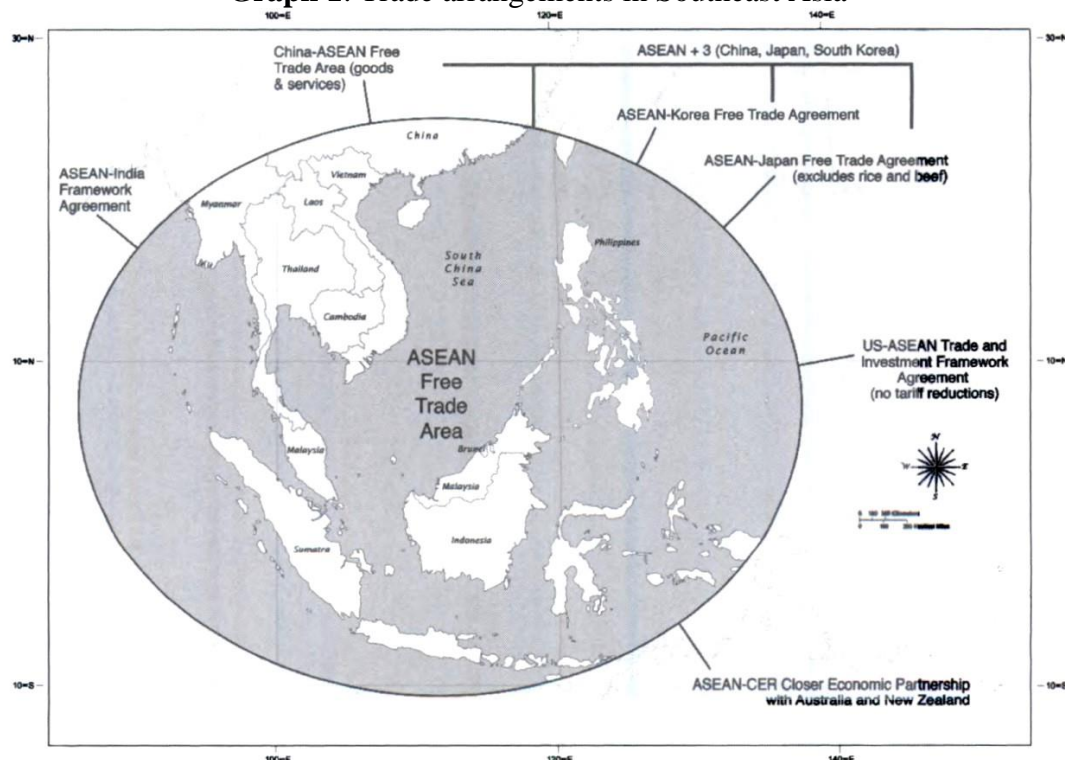 Graph 1: Trade arrangements in Southeast Asia
100=E
120=E
140=E
30=N
30=N
China-ASEAN Free
Trade Area (goods
& services)
ASEAN + 3 (China, Japan, South Korea)
ASEAN-Korea Free Trade Agreement
ASEAN-Japan Free Trade Agreement
(excludes rice and beef)
ASEAN-India
Framework
Agreement
China
Vietnam
Myanmar
Laos
Thailand
Cambodia
South
China
Sea
Philippines
Pacific
Ocean
10=N
10=N
ASEAN
Free
Trade
Area
US-ASEAN Trade and
Investment Framework
Agreement
(no tariff reductions)
Malaysia
Brunei
Malaysia
Indonesia
Sumatra
N
W
E
S
ASEAN-CER Closer Economic Partnership
with Australia and New Zealand
10=S
10=S
100=E
120=E
140=E